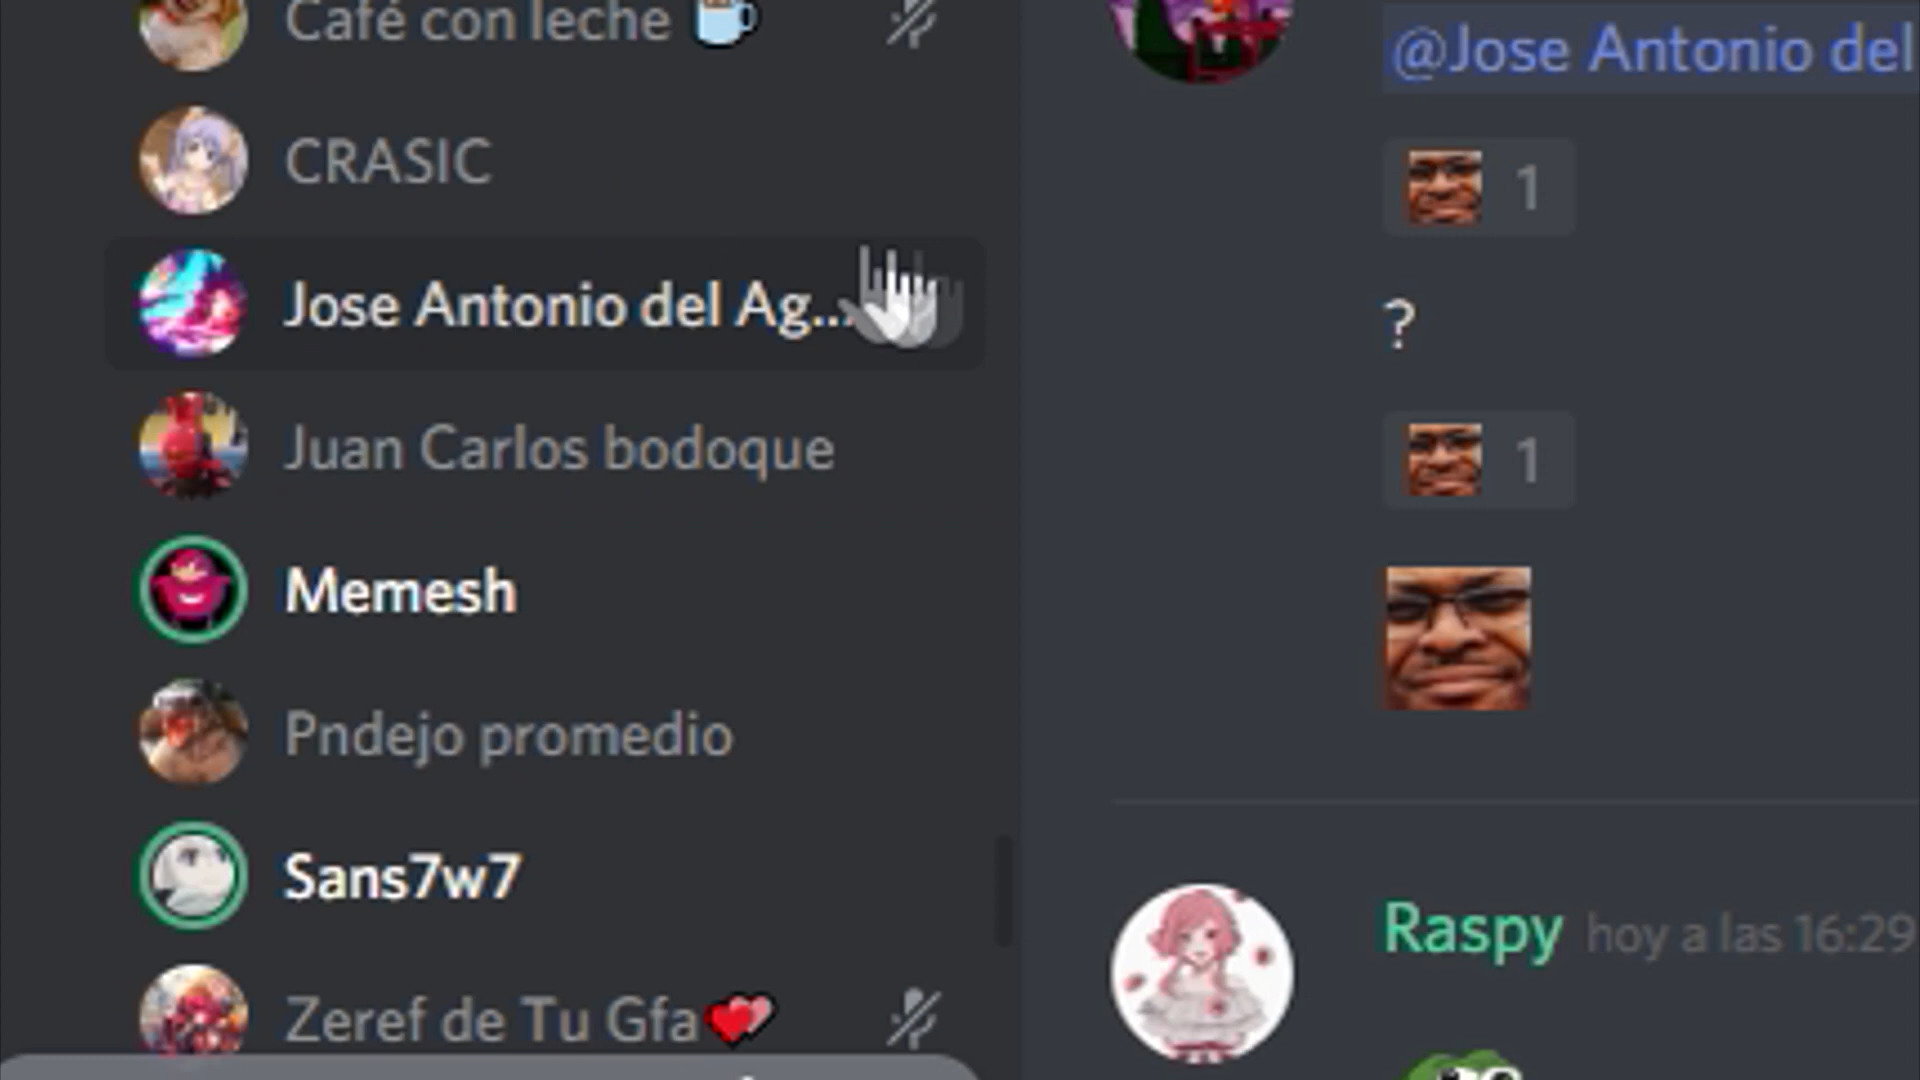 Café con leche
CRASIC
Jose Antonio del Ag...
Juan Carlos bodoque
Memesh
Pndejo promedio
Sans7w7
Zeref de Tu Gfa
@Jose Antonio del
1
?
1
Raspy hoy a las 16:29